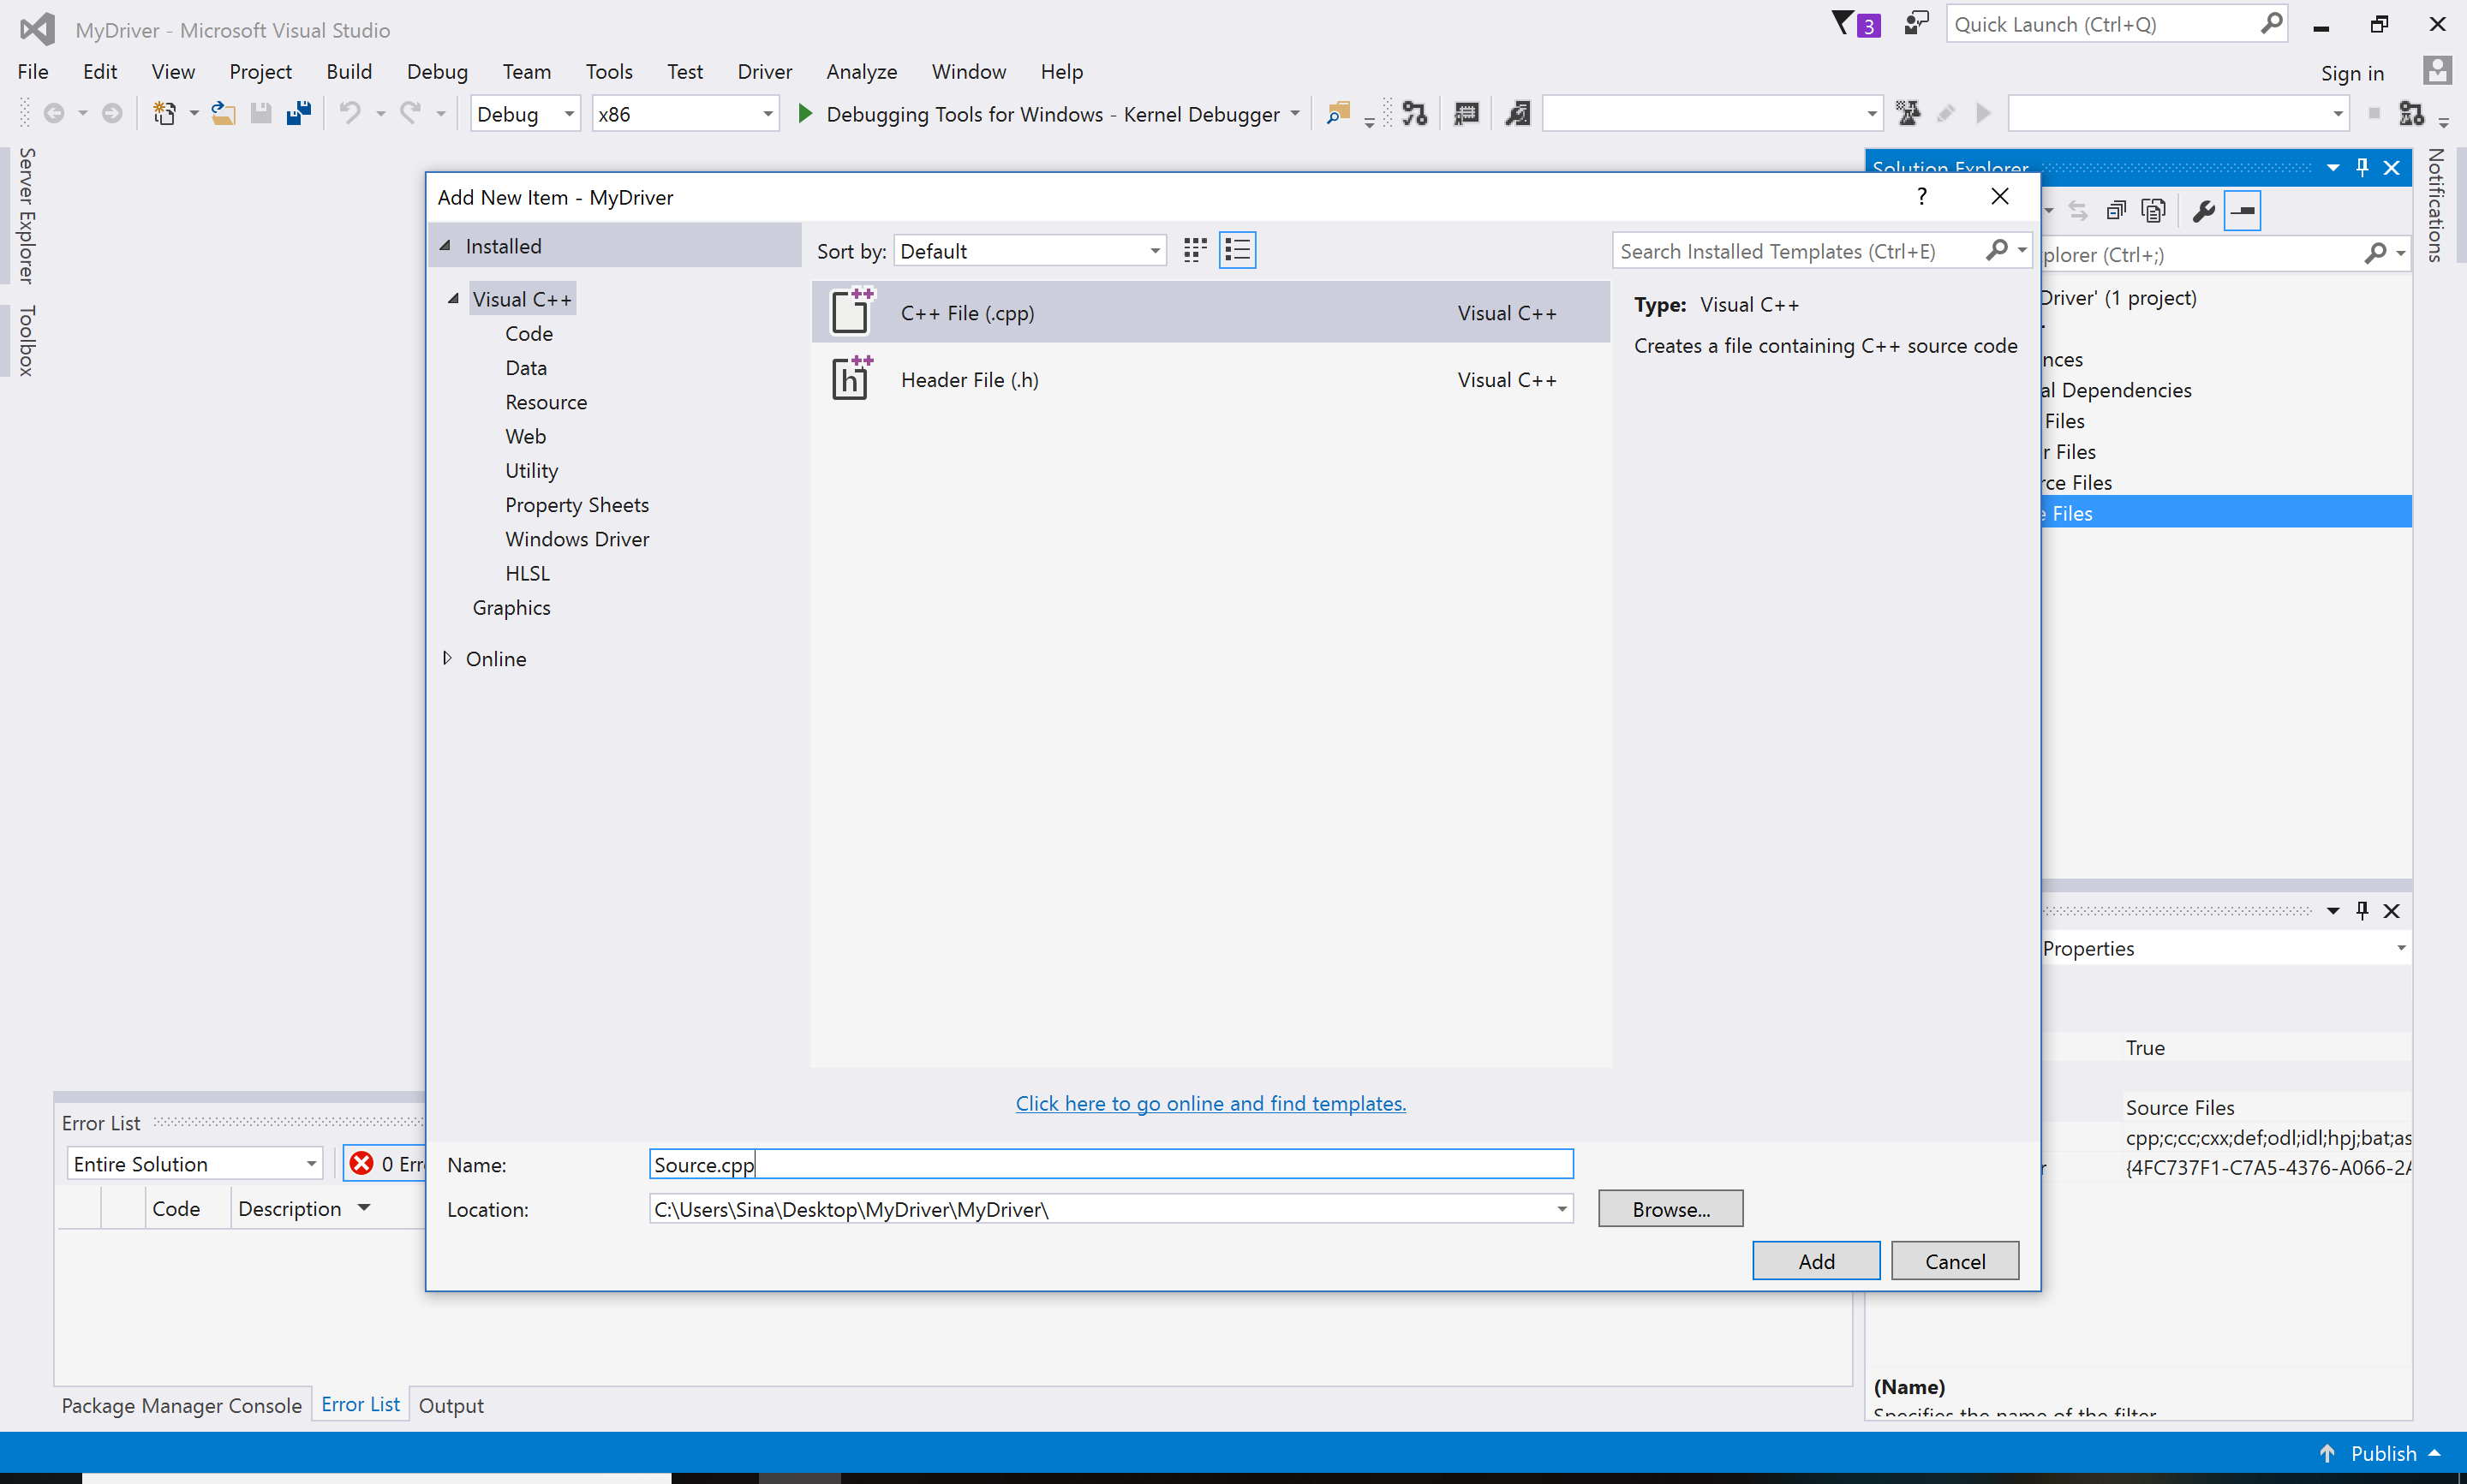 MyDriver - Microsoft Visual Studio
3
Quick Launch (Ctrl+Q)
File Edit View Project Build Debug Team Tools Test Driver Analyze Window Help
Sign in
Debug x86 Debugging Tools for Windows - Kernel Debugger
Server Explorer
Toolbox
Notifications
Solution Explorer
Add New Item - MyDriver
?
Installed
Sort by: Default
Search Installed Templates (Ctrl+E)
plorer (Ctrl+;)
Visual C++
Code
Data
Resource
Web
Utility
Property Sheets
Windows Driver
HLSL
Graphics
Online
C++ File (.cpp) Visual C++
Header File (.h) Visual C++
Type: Visual C++
Creates a file containing C++ source code
Driver' (1 project)
nces
al Dependencies
Files
r Files
rce Files
e Files
Click here to go online and find templates.
Name: Source.cpp
Location: C:\Users\Sina\Desktop\MyDriver\MyDriver\
Browse...
Add Cancel
Properties
True
Source Files
cpp;c;cc;cxx;def;odl;idl;hpj;bat;as
r {4FC737F1-C7A5-4376-A066-2A
(Name)
Specifies the name of the filter
Error List
Entire Solution 0 Err
Code Description
Package Manager Console Error List Output
Publish